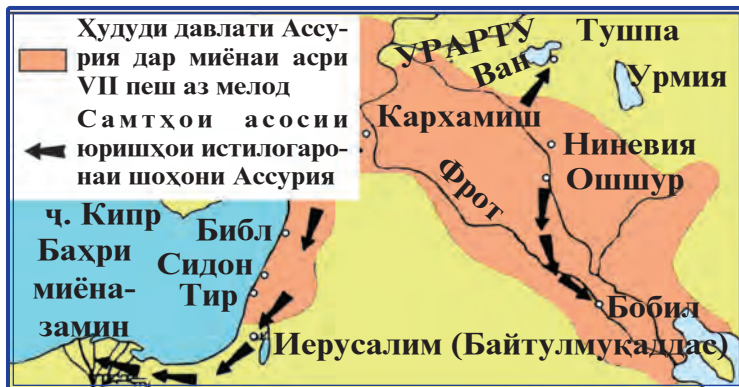 Ҳудуди давлати Ассу-
рия дар миёнаи асри
VII пеш аз мелод
Самтҳои асосии
юришҳои истилогаро-
наи шоҳони Ассурия
УРАРТУ
Тушпа
Ван
Урмия
Кархамиш
Ниневия
Ошшур
Фрот
ҷ. Кипр
Библ
Баҳри
миёна-
замин
Сидон
Тир
Бобил
Иерусалим (Байтулмуқаддас)